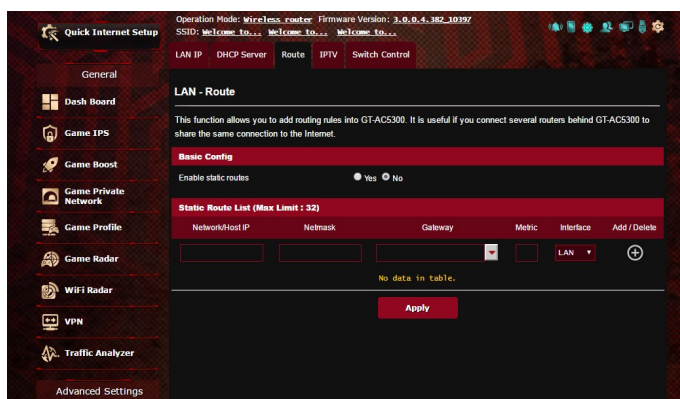 Quick Internet Setup
General
Dash Board
Game IPS
Game Boost
Game Private
Network
Game Profile
Game Radar
WiFi Radar
VPN
Traffic Analyzer
Advanced Settings
Operation Mode: Wireless router Firmware Version: 3.0.0.4.382_10397
SSID: Welcome to... Welcome to... Welcome to...
LAN IP DHCP Server Route IPTV Switch Control
LAN - Route
This function allows you to add routing rules into GT-AC5300. It is useful if you connect several routers behind GT-AC5300 to
share the same connection to the Internet.
Basic Config
Enable static routes Yes No
Static Route List (Max Limit : 32)
Network/Host IP Netmask Gateway Metric Interface Add / Delete
LAN
No data in table.
Apply